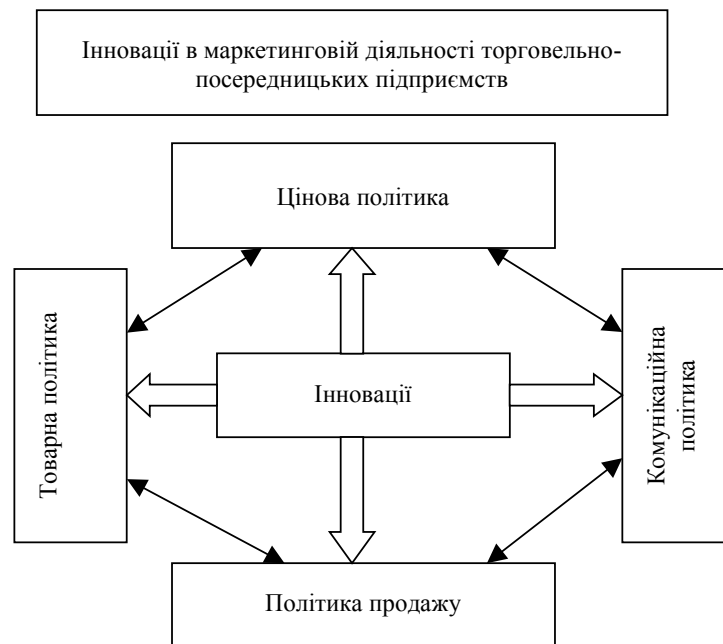 Інновації в маркетинговій діяльності торговельно-
посередницьких підприємств
Цінова політика
Товарна політика
Інновації
Комунікаційна
політика
Політика продажу